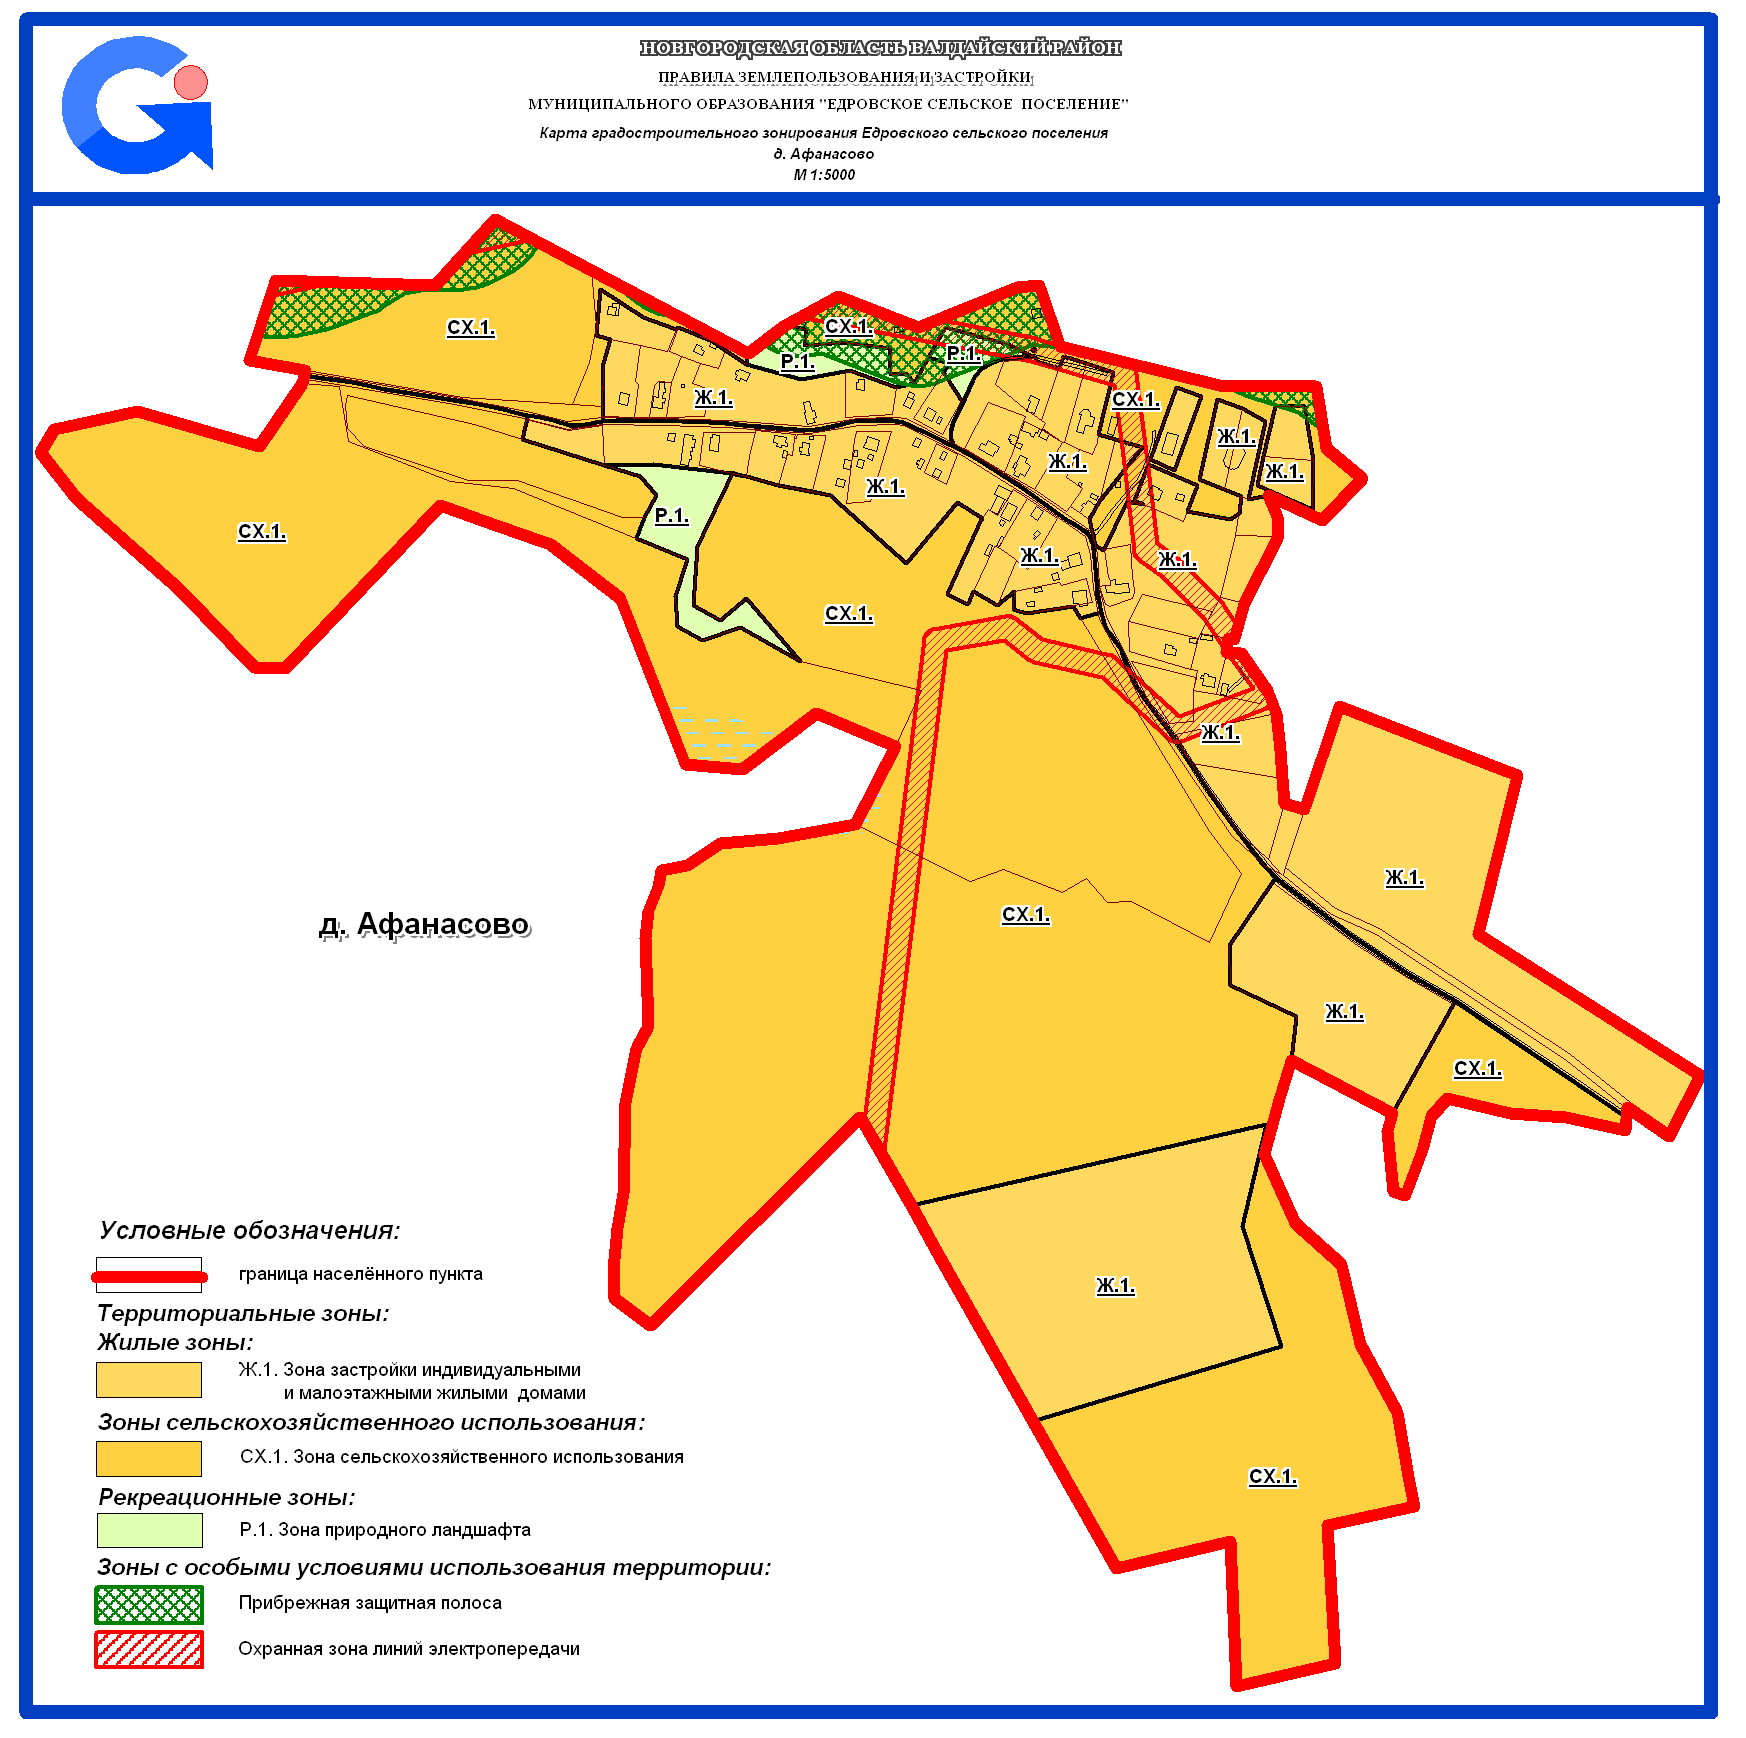 НОВГОРОДСКАЯ ОБЛАСТЬ ВАЛДАЙСКИЙ РАЙОН
ПРАВИЛА ЗЕМЛЕПОЛЬЗОВАНИЯ И ЗАСТРОЙКИ
МУНИЦИПАЛЬНОГО ОБРАЗОВАНИЯ "ЕДРОВСКОЕ СЕЛЬСКОЕ ПОСЕЛЕНИЕ"
Карта градостроительного зонирования Едровского сельского поселения
д. Афанасово
М 1:5000
СХ.1.
СХ.1.
Р.1.
Р.1.
Ж.1.
СХ.1.
Ж.1.
Ж.1.
Ж.1.
Ж.1.
СХ.1.
Р.1.
Ж.1.
Ж.1.
СХ.1.
Ж.1.
Ж.1.
СХ.1.
д. Афанасово
Ж.1.
СХ.1.
Ж.1.
СХ.1.
Условные обозначения:
граница населённого пункта
Территориальные зоны:
Жилые зоны:
Ж.1. Зона застройки индивидуальными
и малоэтажными жилыми домами
Зоны сельскохозяйственного использования:
СХ.1. Зона сельскохозяйственного использования
СХ.1.
Рекреационные зоны:
Р.1. Зона природного ландшафта
Зоны с особыми условиями использования территории:
Прибрежная защитная полоса
Охранная зона линий электропередачи